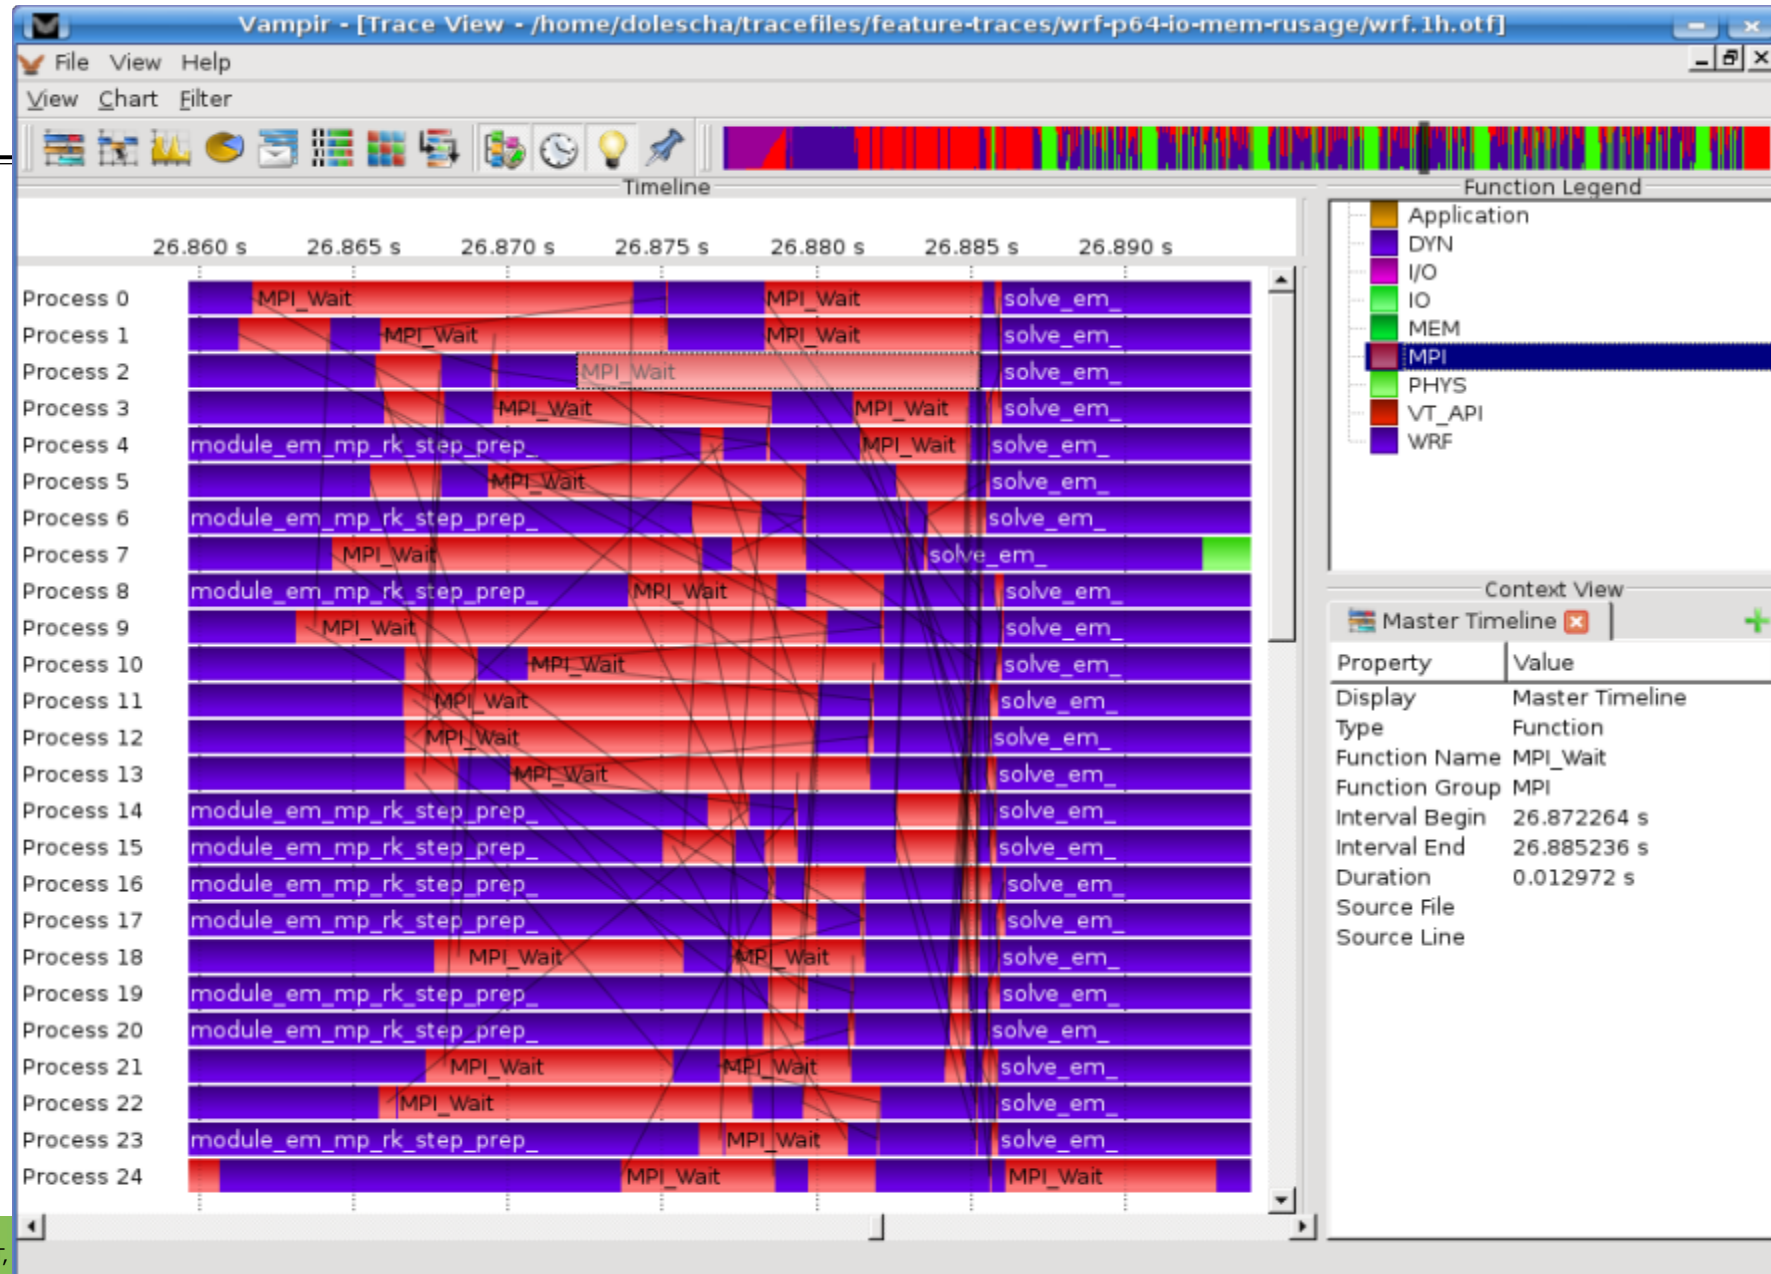 Vampir - [Trace View - /home/dolescha/tracefiles/feature-traces/wrf-p64-io-mem-rusage/wrf.1h.otf]
File View Help
View Chart Filter
Timeline
26.860 s 26.865 s 26.870 s 26.875 s 26.880 s 26.885 s 26.890 s
Process 0 MPI_Wait MPI_Wait solve_em_
Process 1 MPI_Wait MPI_Wait solve_em_
Process 2 MPI_Wait solve_em_
Process 3 MPI_Wait MPI_Wait solve_em_
Process 4 module_em_mp_rk_step_prep_ MPI_Wait solve_em_
Process 5 MPI_Wait solve_em_
Process 6 module_em_mp_rk_step_prep_ solve_em_
Process 7 MPI_Wait solve_em_
Process 8 module_em_mp_rk_step_prep_ MPI_Wait solve_em_
Process 9 MPI_Wait solve_em_
Process 10 MPI_Wait solve_em_
Process 11 MPI_Wait solve_em_
Process 12 MPI_Wait solve_em_
Process 13 MPI_Wait solve_em_
Process 14 module_em_mp_rk_step_prep_ solve_em_
Process 15 module_em_mp_rk_step_prep_ solve_em_
Process 16 module_em_mp_rk_step_prep_ solve_em_
Process 17 module_em_mp_rk_step_prep_ solve_em_
Process 18 MPI_Wait MPI_Wait solve_em_
Process 19 module_em_mp_rk_step_prep_ solve_em_
Process 20 module_em_mp_rk_step_prep_ solve_em_
Process 21 MPI_Wait MPI_Wait solve_em_
Process 22 MPI_Wait solve_em_
Process 23 module_em_mp_rk_step_prep_ MPI_Wait solve_em_
Process 24 MPI_Wait MPI_Wait
Function Legend
Application
DYN
I/O
IO
MEM
MPI
PHYS
VT_API
WRF
Context View
Master Timeline
Property Value
Display Master Timeline
Type Function
Function Name MPI_Wait
Function Group MPI
Interval Begin 26.872264 s
Interval End 26.885236 s
Duration 0.012972 s
Source File
Source Line